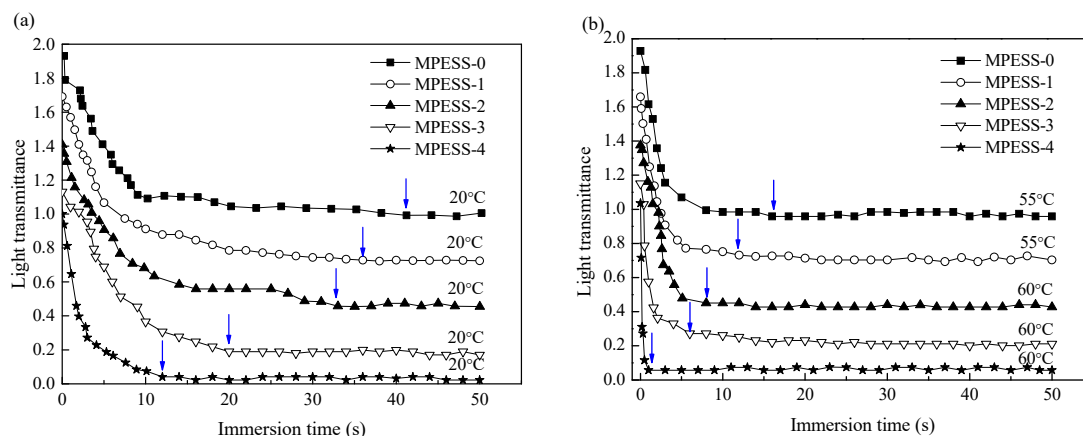 (a)
2.0
1.8
1.6
1.4
1.2
1.0
0.8
0.6
0.4
0.2
0.0
Light transmittance
MPESS-0
MPESS-1
MPESS-2
MPESS-3
MPESS-4
20°C
20°C
20°C
20°C
20°C
0 10 20 30 40 50
Immersion time (s)
(b)
2.0
1.8
1.6
1.4
1.2
1.0
0.8
0.6
0.4
0.2
0.0
Light transmittance
MPESS-0
MPESS-1
MPESS-2
MPESS-3
MPESS-4
55°C
55°C
60°C
60°C
60°C
0 10 20 30 40 50
Immersion time (s)